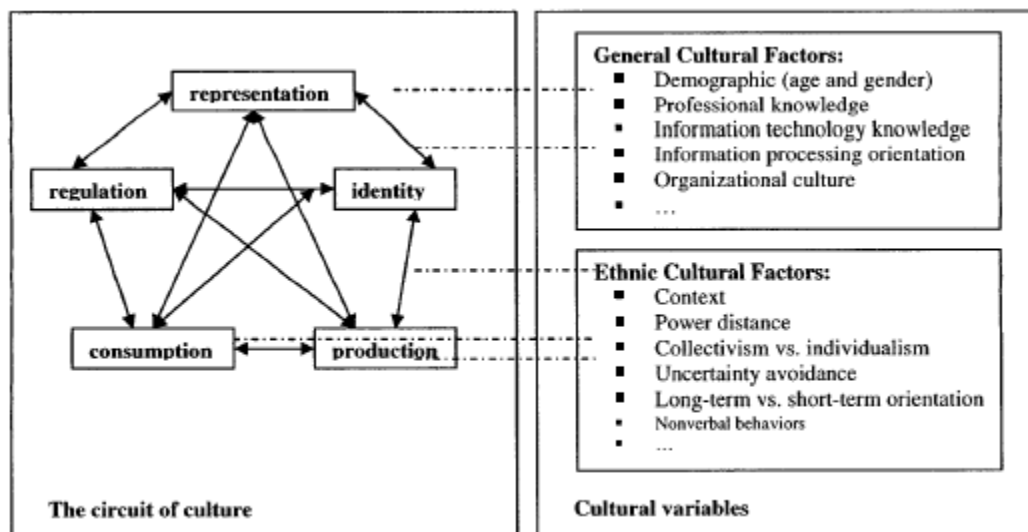 representation
regulation
identity
consumption
production
The circuit of culture
General Cultural Factors:
Demographic (age and gender)
Professional knowledge
Information technology knowledge
Information processing orientation
Organizational culture
…
Ethnic Cultural Factors:
Context
Power distance
Collectivism vs. individualism
Uncertainty avoidance
Long-term vs. short-term orientation
Nonverbal behaviors
…
Cultural variables